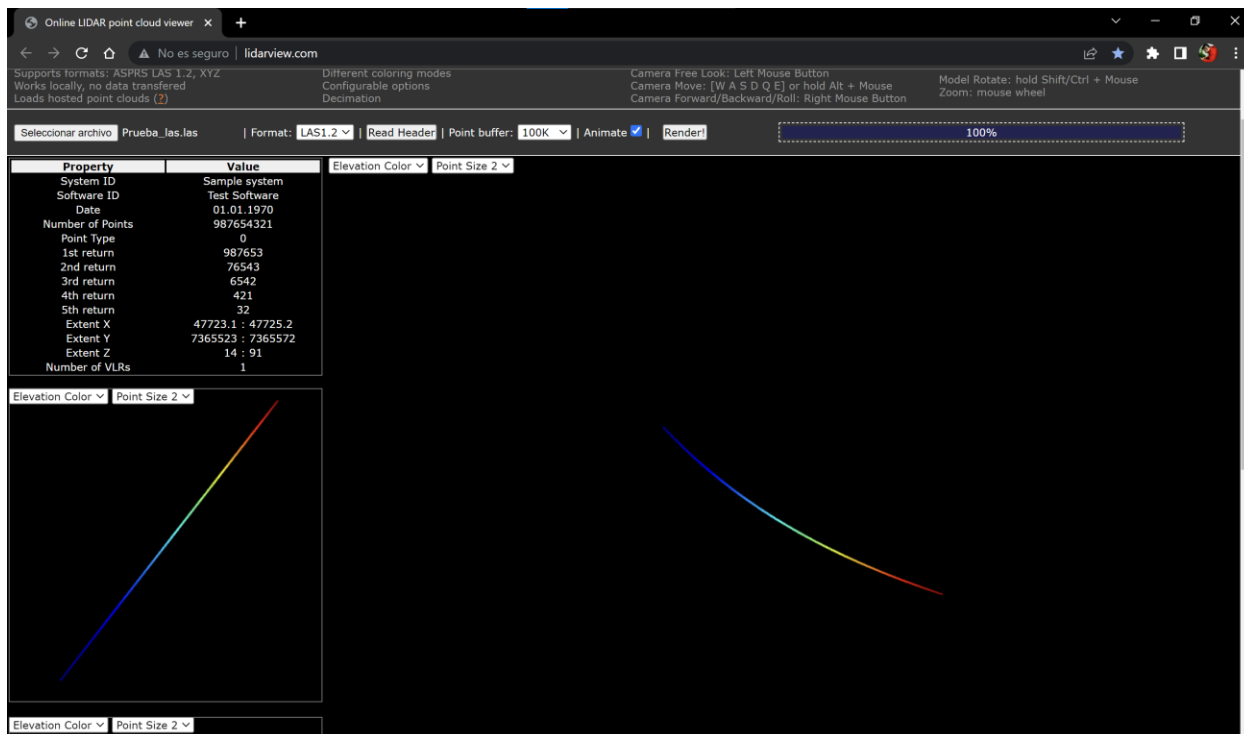 Online LIDAR point cloud viewer
No es seguro | lidarview.com
Supports formats: ASPRS LAS 1.2, XYZ
Works locally, no data transfered
Loads hosted point clouds (?)
Different coloring modes
Configurable options
Decimation
Camera Free Look: Left Mouse Button
Camera Move: [W A S D Q E] or hold Alt + Mouse
Camera Forward/Backward/Roll: Right Mouse Button
Model Rotate: hold Shift/Ctrl + Mouse
Zoom: mouse wheel
Seleccionar archivo Prueba_las.las | Format: LAS1.2 | Read Header | Point buffer: 100K | Animate | Render! 100%
Property Value
System ID Sample system
Software ID Test Software
Date 01.01.1970
Number of Points 987654321
Point Type 0
1st return 987653
2nd return 76543
3rd return 6542
4th return 421
5th return 32
Extent X 47723.1 : 47725.2
Extent Y 7365523 : 7365572
Extent Z 14 : 91
Number of VLRs 1
Elevation Color Point Size 2
Elevation Color Point Size 2
Elevation Color Point Size 2